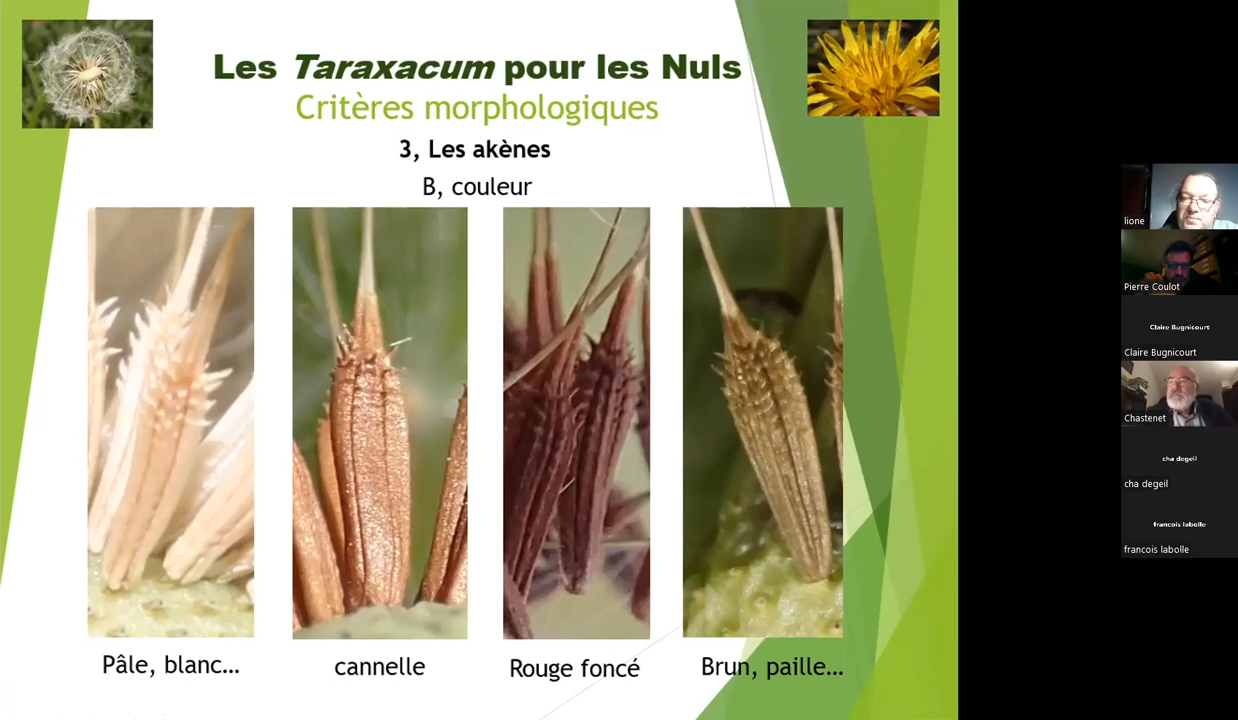 Les Taraxacum pour les Nuls
Critères morphologiques
3, Les akènes
B, couleur
Pâle, blanc...
cannelle
Rouge foncé
Brun, paille...
lione
Pierre Coulot
Claire Bugnicourt
Claire Bugnicourt
Chastenet
cha degeil
cha degeil
francois labolle
francois labolle